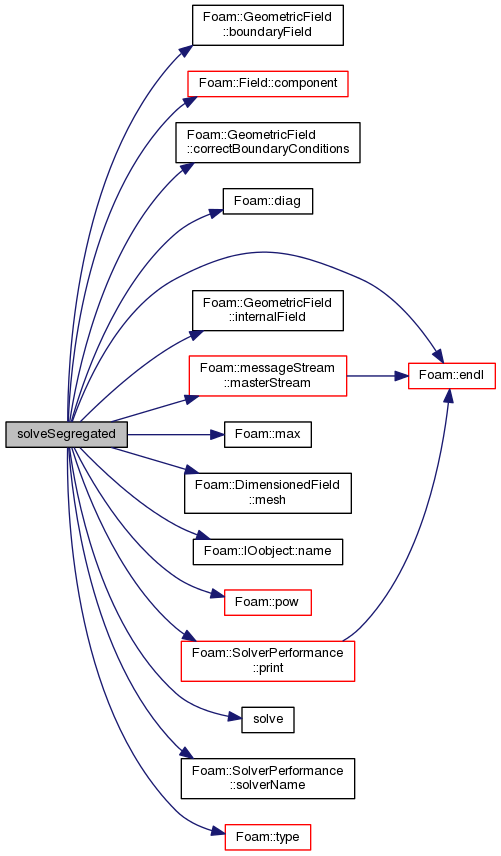 Foam::GeometricField
::boundaryField
Foam::Field::component
Foam::GeometricField
::correctBoundaryConditions
Foam::diag
Foam::GeometricField
::internalField
Foam::messageStream
::masterStream
Foam::endl
solveSegregated
Foam::max
Foam::DimensionedField
::mesh
Foam::IOobject::name
Foam::pow
Foam::SolverPerformance
::print
solve
Foam::SolverPerformance
::solverName
Foam::type